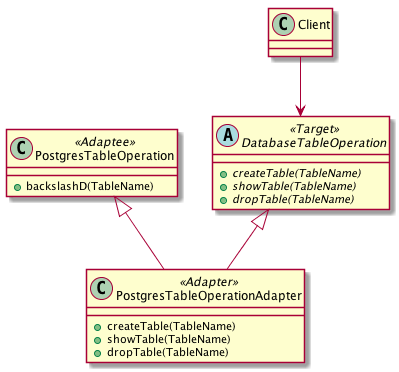 C Client
C «Adaptee»
PostgresTableOperation
backslashD(TableName)
A «Target»
DatabaseTableOperation
createTable(TableName)
showTable(TableName)
dropTable(TableName)
C «Adapter»
PostgresTableOperationAdapter
createTable(TableName)
showTable(TableName)
dropTable(TableName)